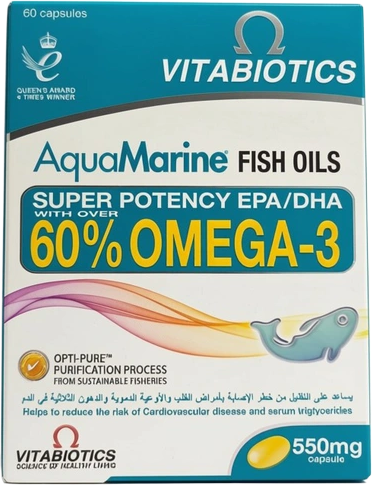 60 capsules
VITABIOTICS
QUEEN'S AWARD
4 TIMES WINNER
AquaMarine® FISH OILS
SUPER POTENCY EPA/DHA
WITH OVER
60% OMEGA-3
OPTI-PURE™
PURIFICATION PROCESS
FROM SUSTAINABLE FISHERIES
يساعد على التقليل من خطر الإصابة بأمراض القلب والأوعية الدموية والدهون الثلاثية في الدم
Helps to reduce the risk of Cardiovascular disease and serum triglycerides
VITABIOTICS
SCIENCE OF HEALTHY LIVING
550mg
capsule